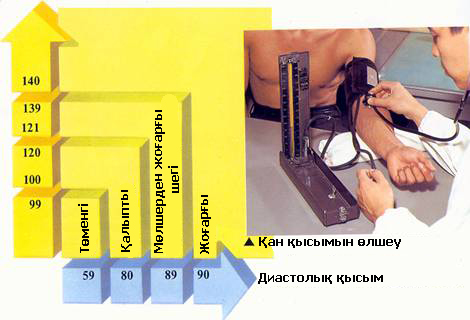 140
139
121
120
100
99
Төменгі
Қалыпты
Мөлшерден жоғарғы
шегі
Жоғарғы
59 80 89 90
▲ Қан қысымын өлшеу
Диастолық қысым